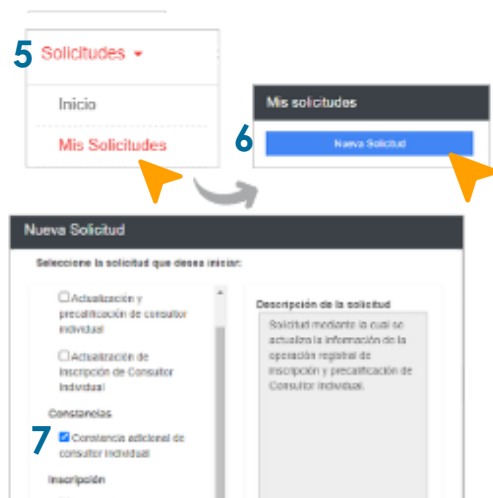 5 Solicitudes
Inicio
Mis Solicitudes
6
Mis solicitudes
Nueva Solicitud
Nueva Solicitud
Seleccione la solicitud que desea iniciar:
Actualización y
precalificación de consultor
individual
Actualización de
Inscripción de Consultor
Individual
Constancias
7 Constancia adicional de
consultor individual
Inscripción
Descripción de la solicitud
Solicitud mediante la cual se
actualiza la información de la
operación registral de
inscripción y precalificación de
Consultor Individual.